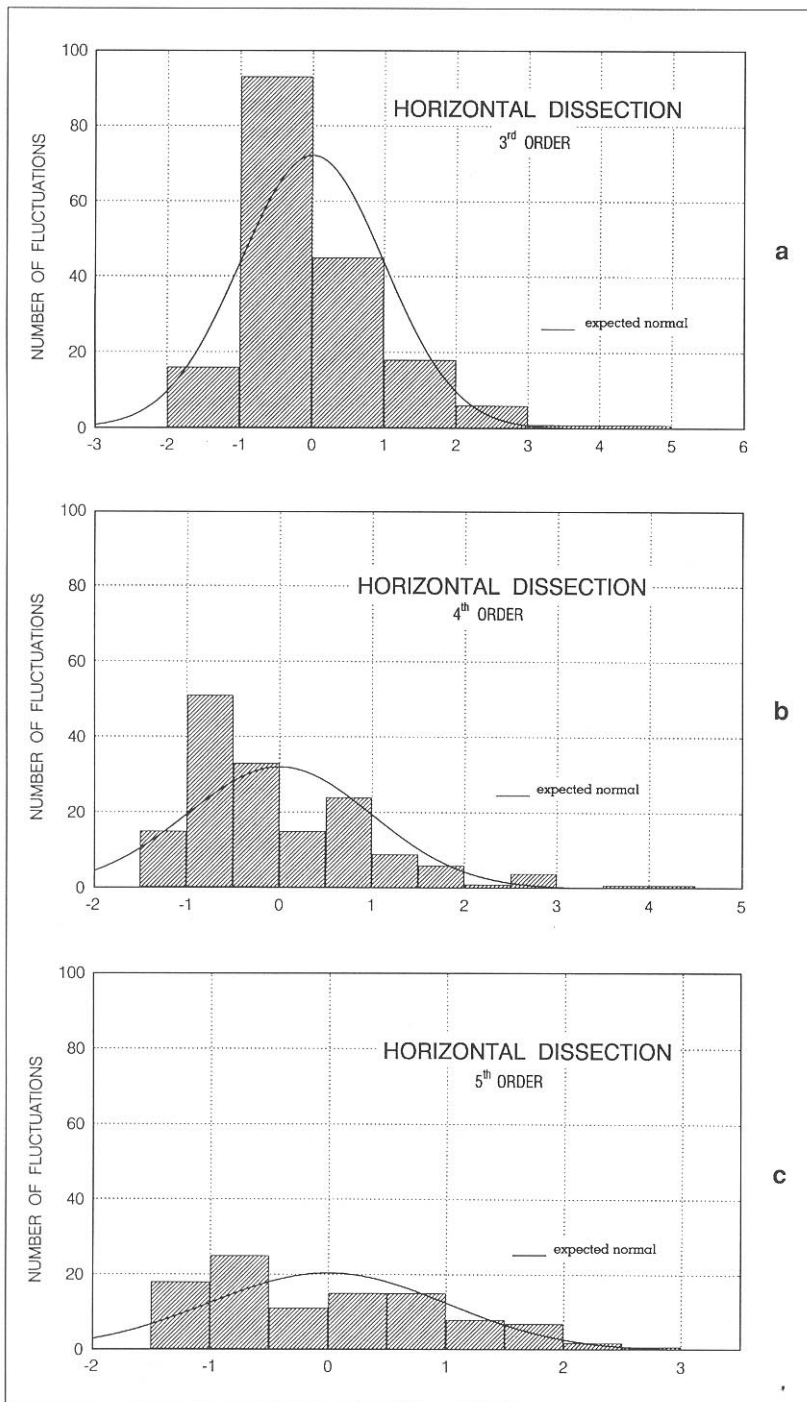 100
80
60
40
20
0
NUMBER OF FLUCTUATIONS
HORIZONTAL DISSECTION
3rd ORDER
expected normal
a
-3 -2 -1 0 1 2 3 4 5 6
100
80
60
40
20
0
NUMBER OF FLUCTUATIONS
HORIZONTAL DISSECTION
4th ORDER
expected normal
b
-2 -1 0 1 2 3 4 5
100
80
60
40
20
0
NUMBER OF FLUCTUATIONS
HORIZONTAL DISSECTION
5th ORDER
expected normal
c
-2 -1 0 1 2 3